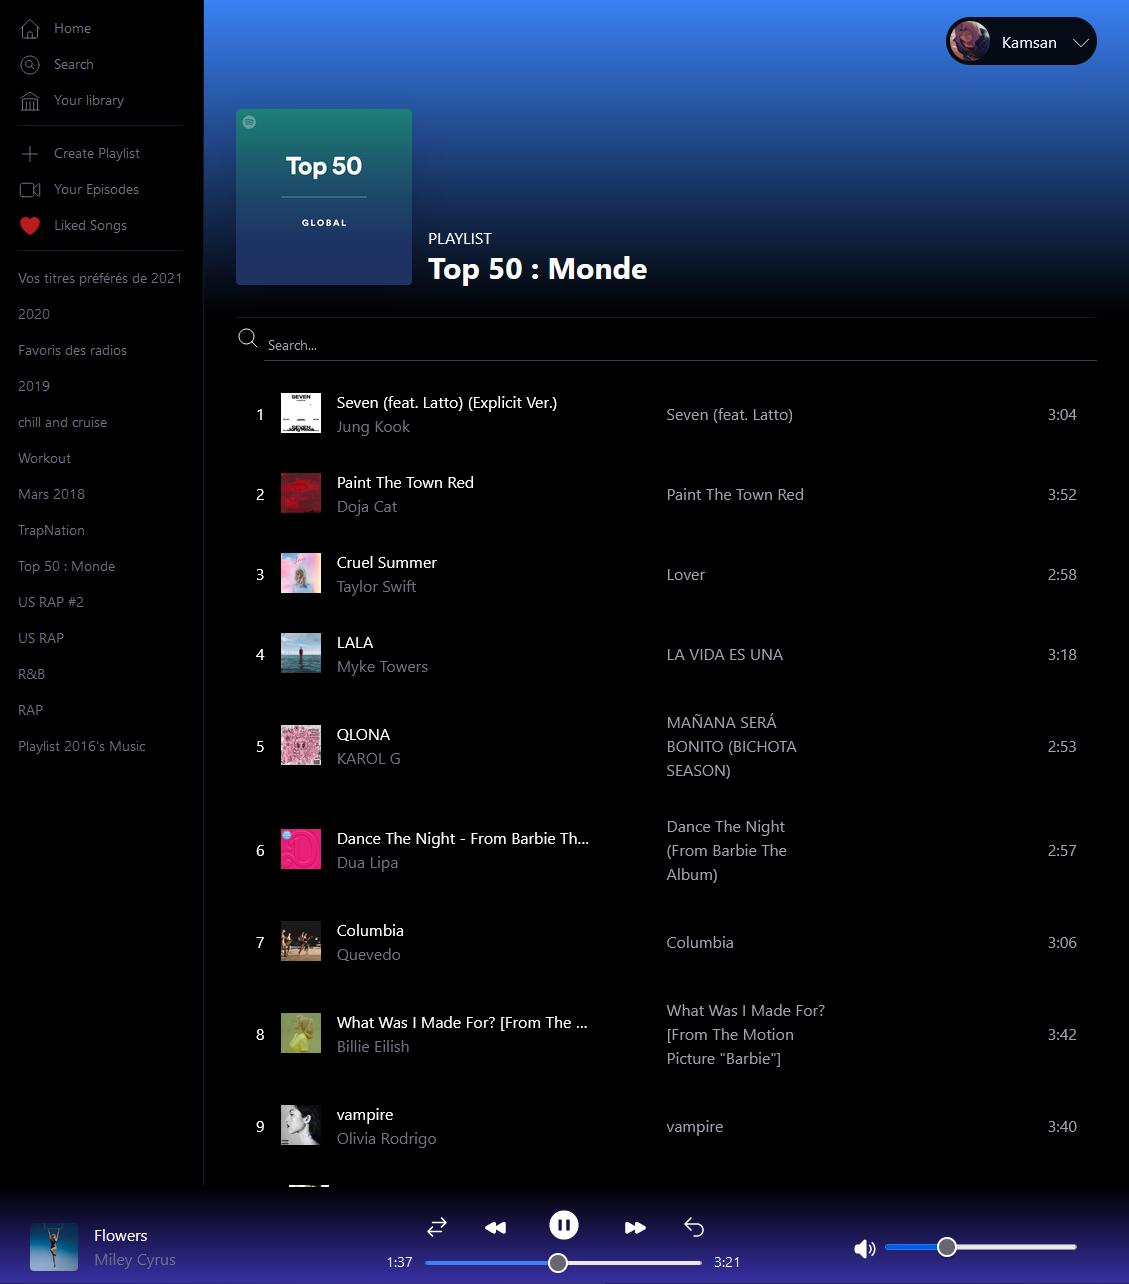 Home
Search
Your library
Create Playlist
Your Episodes
Liked Songs
Vos titres préférés de 2021
2020
Favoris des radios
2019
chill and cruise
Workout
Mars 2018
TrapNation
Top 50 : Monde
US RAP #2
US RAP
R&B
RAP
Playlist 2016's Music
Kamsan
Top 50
GLOBAL
PLAYLIST
Top 50 : Monde
Search...
1
SEVEN
Seven (feat. Latto) (Explicit Ver.)
Jung Kook
Seven (feat. Latto)
3:04
2
Paint The Town Red
Doja Cat
Paint The Town Red
3:52
3
Cruel Summer
Taylor Swift
Lover
2:58
4
LALA
Myke Towers
LA VIDA ES UNA
3:18
5
QLONA
KAROL G
MAÑANA SERÁ
BONITO (BICHOTA
SEASON)
2:53
6
Dance The Night - From Barbie Th...
Dua Lipa
Dance The Night
(From Barbie The
Album)
2:57
7
Columbia
Quevedo
Columbia
3:06
8
What Was I Made For? [From The ...
Billie Eilish
What Was I Made For?
[From The Motion
Picture "Barbie"]
3:42
9
vampire
Olivia Rodrigo
vampire
3:40
Flowers
Miley Cyrus
1:37
3:21